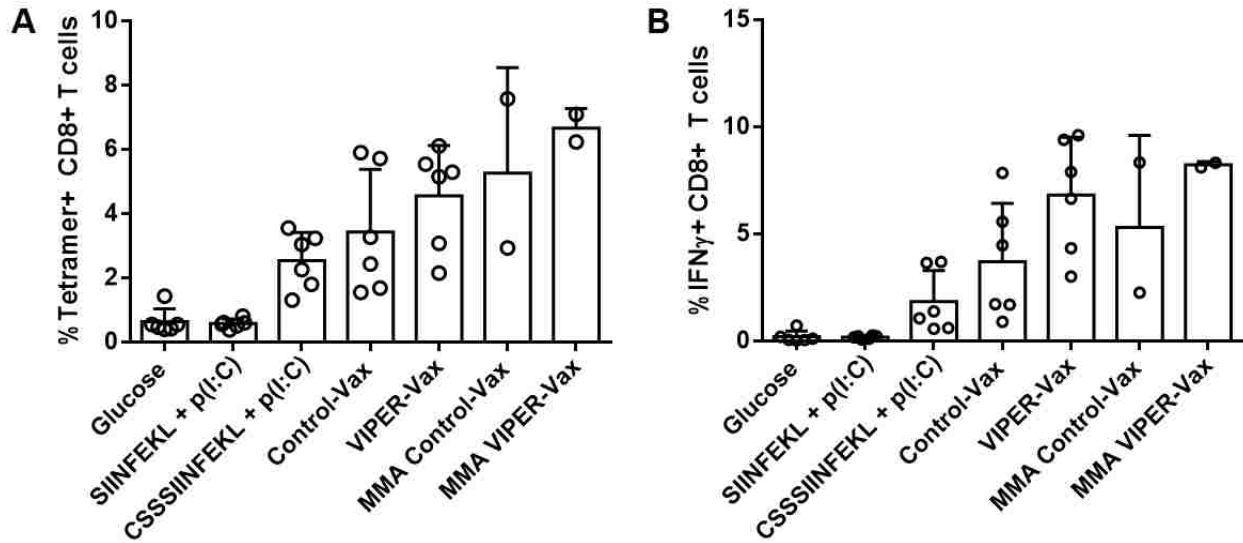 A
% Tetramer+ CD8+ T cells
10
8
6
4
2
0
Glucose
SIINFEKL + p(I:C)
CSSSIINFEKL + p(I:C)
Control-Vax
VIPER-Vax
MMA Control-Vax
MMA VIPER-Vax
B
% IFNγ+ CD8+ T cells
15
10
5
0
Glucose
SIINFEKL + p(I:C)
CSSSIINFEKL + p(I:C)
Control-Vax
VIPER-Vax
MMA Control-Vax
MMA VIPER-Vax